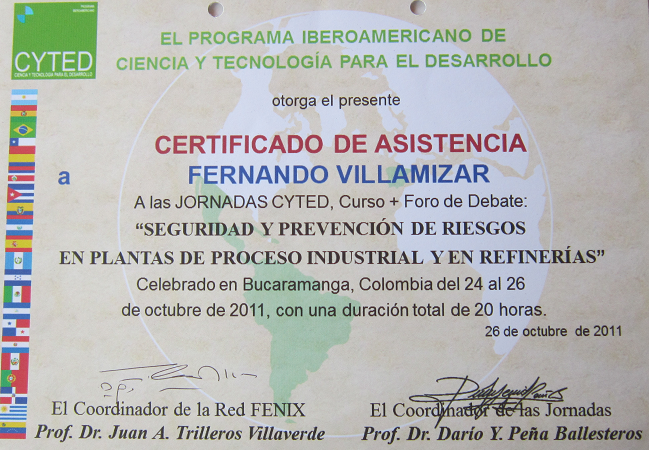 PROGRAMA
IBEROAMERICANO
CYTED
CIENCIA Y TECNOLOGÍA PARA EL DESARROLLO
EL PROGRAMA IBEROAMERICANO DE
CIENCIA Y TECNOLOGÍA PARA EL DESARROLLO
otorga el presente
CERTIFICADO DE ASISTENCIA
a FERNANDO VILLAMIZAR
A las JORNADAS CYTED, Curso + Foro de Debate:
“SEGURIDAD Y PREVENCIÓN DE RIESGOS
EN PLANTAS DE PROCESO INDUSTRIAL Y EN REFINERÍAS”
Celebrado en Bucaramanga, Colombia del 24 al 26
de octubre de 2011, con una duración total de 20 horas.
26 de octubre de 2011
El Coordinador de la Red FENIX
Prof. Dr. Juan A. Trilleros Villaverde
El Coordinador de las Jornadas
Prof. Dr. Darío Y. Peña Ballesteros